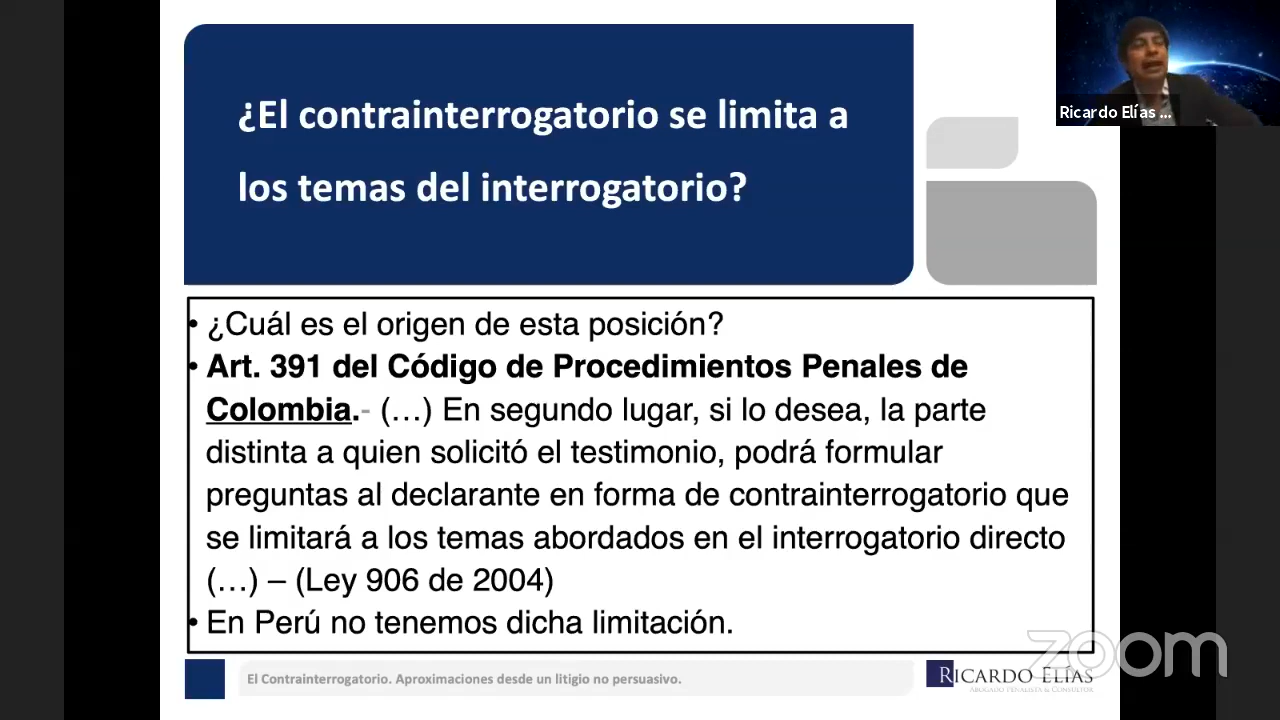 ¿El contrainterrogatorio se limita a
los temas del interrogatorio?
Ricardo Elías ...
• ¿Cuál es el origen de esta posición?
• Art. 391 del Código de Procedimientos Penales de
Colombia.- (…) En segundo lugar, si lo desea, la parte
distinta a quien solicitó el testimonio, podrá formular
preguntas al declarante en forma de contrainterrogatorio que
se limitará a los temas abordados en el interrogatorio directo
(…) – (Ley 906 de 2004)
• En Perú no tenemos dicha limitación.
zoom
El Contrainterrogatorio. Aproximaciones desde un litigio no persuasivo.
RICARDO ELÍAS
ABOGADO PENALISTA & CONSULTOR